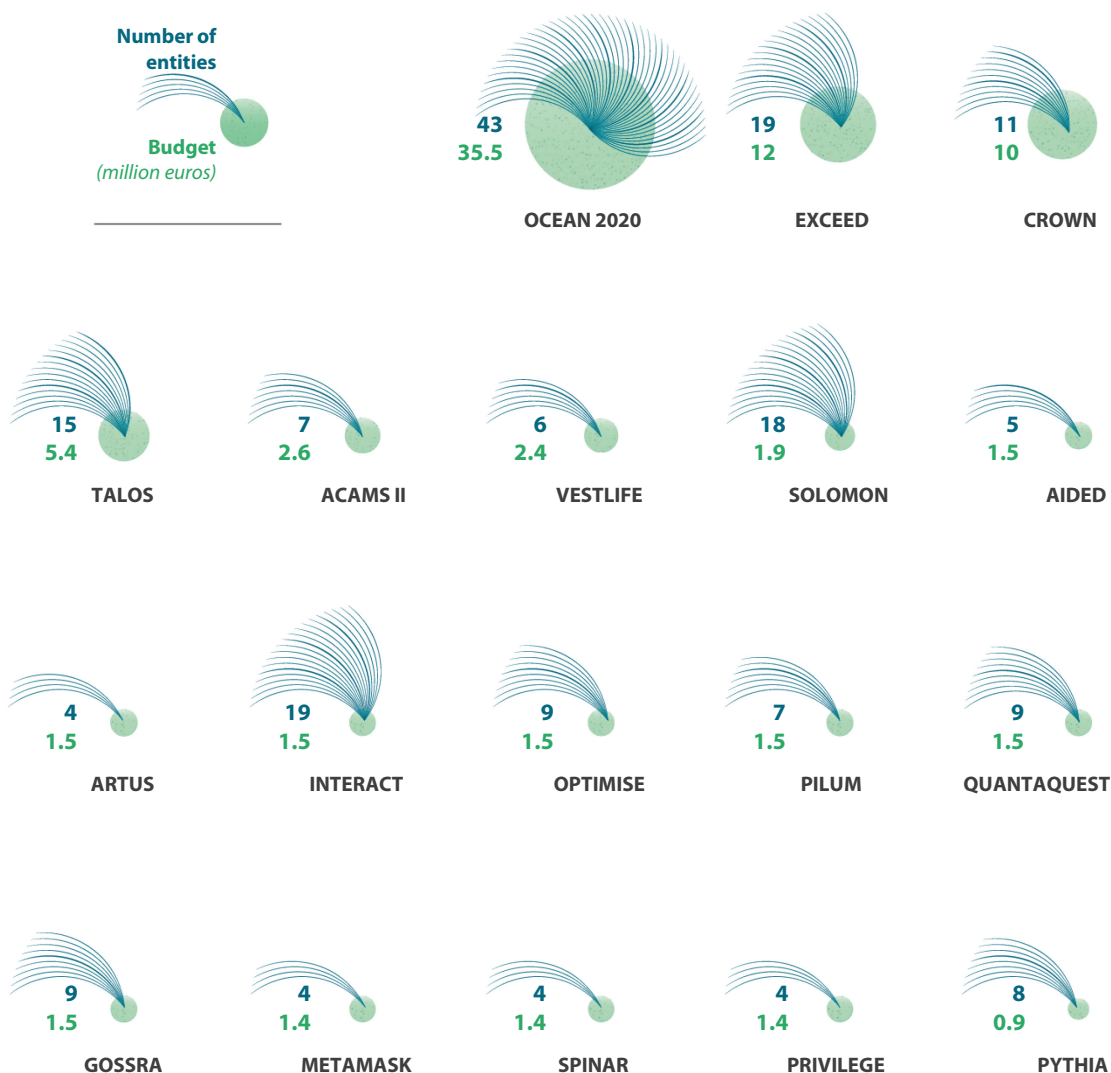 Number of
entities
Budget
(million euros)
43
35.5
OCEAN 2020
19
12
EXCEED
11
10
CROWN
15
5.4
TALOS
7
2.6
ACAMS II
6
2.4
VESTLIFE
18
1.9
SOLOMON
5
1.5
AIDED
4
1.5
ARTUS
19
1.5
INTERACT
9
1.5
OPTIMISE
7
1.5
PILUM
9
1.5
QUANTAQUEST
9
1.5
GOSSRA
4
1.4
METAMASK
4
1.4
SPINAR
4
1.4
PRIVILEGE
8
0.9
PYTHIA